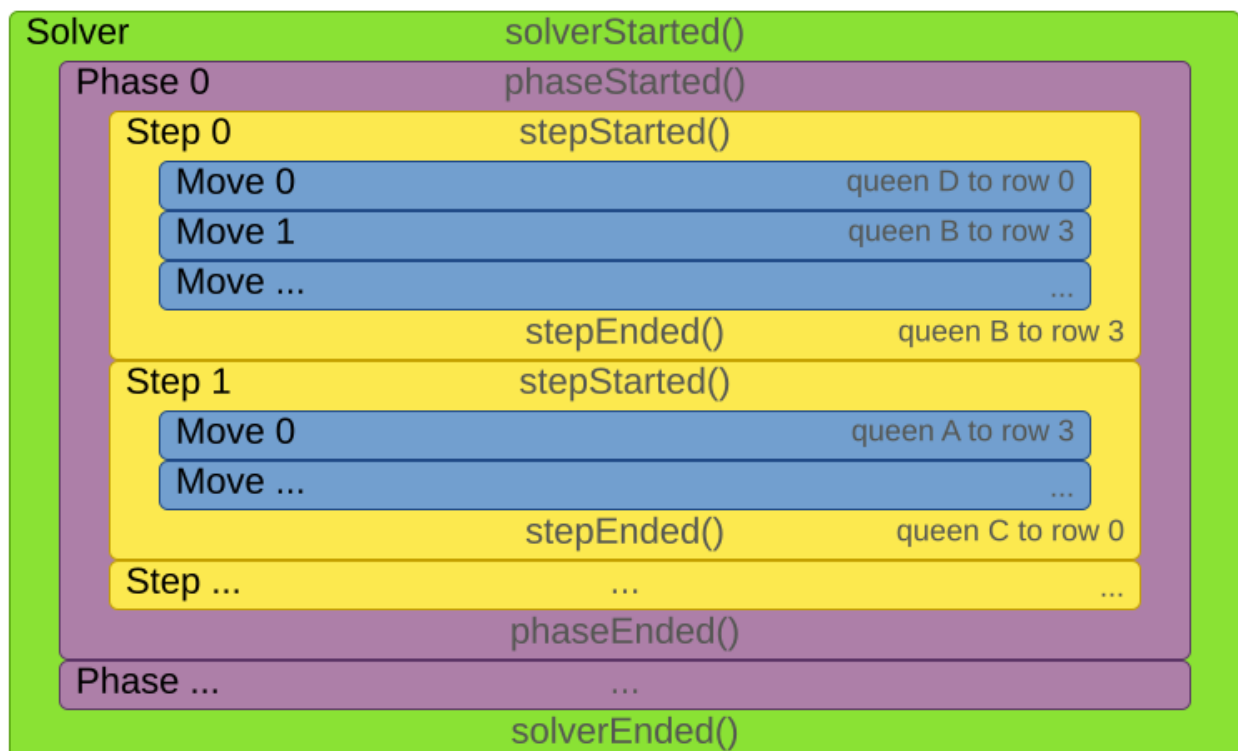 Solver solverStarted()
Phase 0 phaseStarted()
Step 0 stepStarted()
Move 0 queen D to row 0
Move 1 queen B to row 3
Move ... ...
stepEnded() queen B to row 3
Step 1 stepStarted()
Move 0 queen A to row 3
Move ... ...
stepEnded() queen C to row 0
Step ... ... ...
phaseEnded()
Phase ... ...
solverEnded()